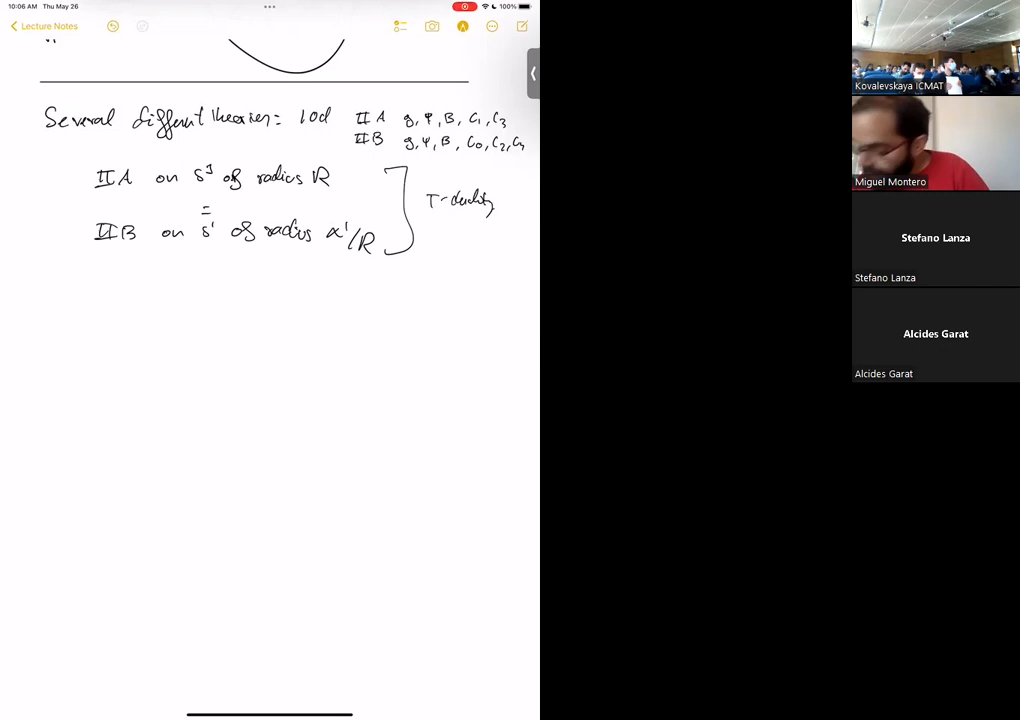 10:06 AM Thu May 26
100%
Lecture Notes
Several different theories: 10d IIA g, φ, B, C₁, C₃
IIB g, φ, B, C₀, C₂, C₄
IIA on S¹ of radius R
=
IIB on S¹ of radius α'/R
T-duality
Kovalevskaya ICMAT
Miguel Montero
Stefano Lanza
Stefano Lanza
Alcides Garat
Alcides Garat